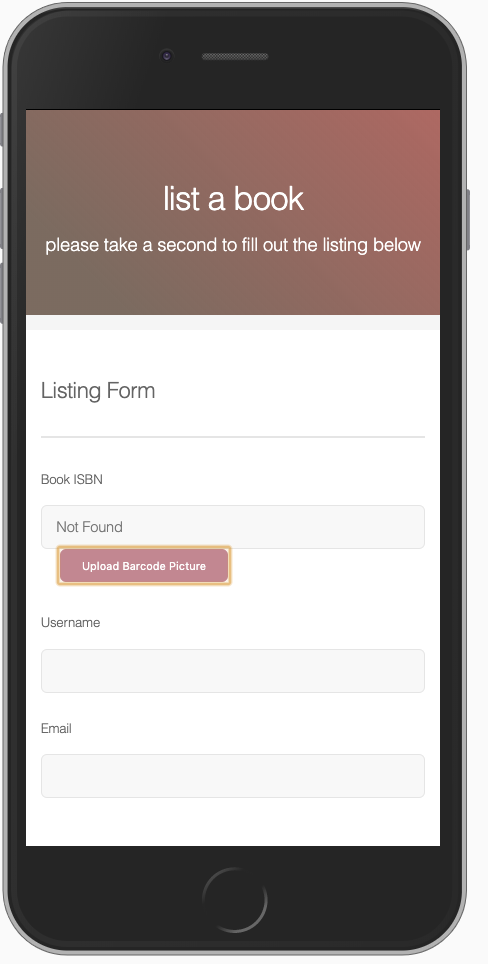 list a book
please take a second to fill out the listing below
Listing Form
Book ISBN
Not Found
Upload Barcode Picture
Username
Email